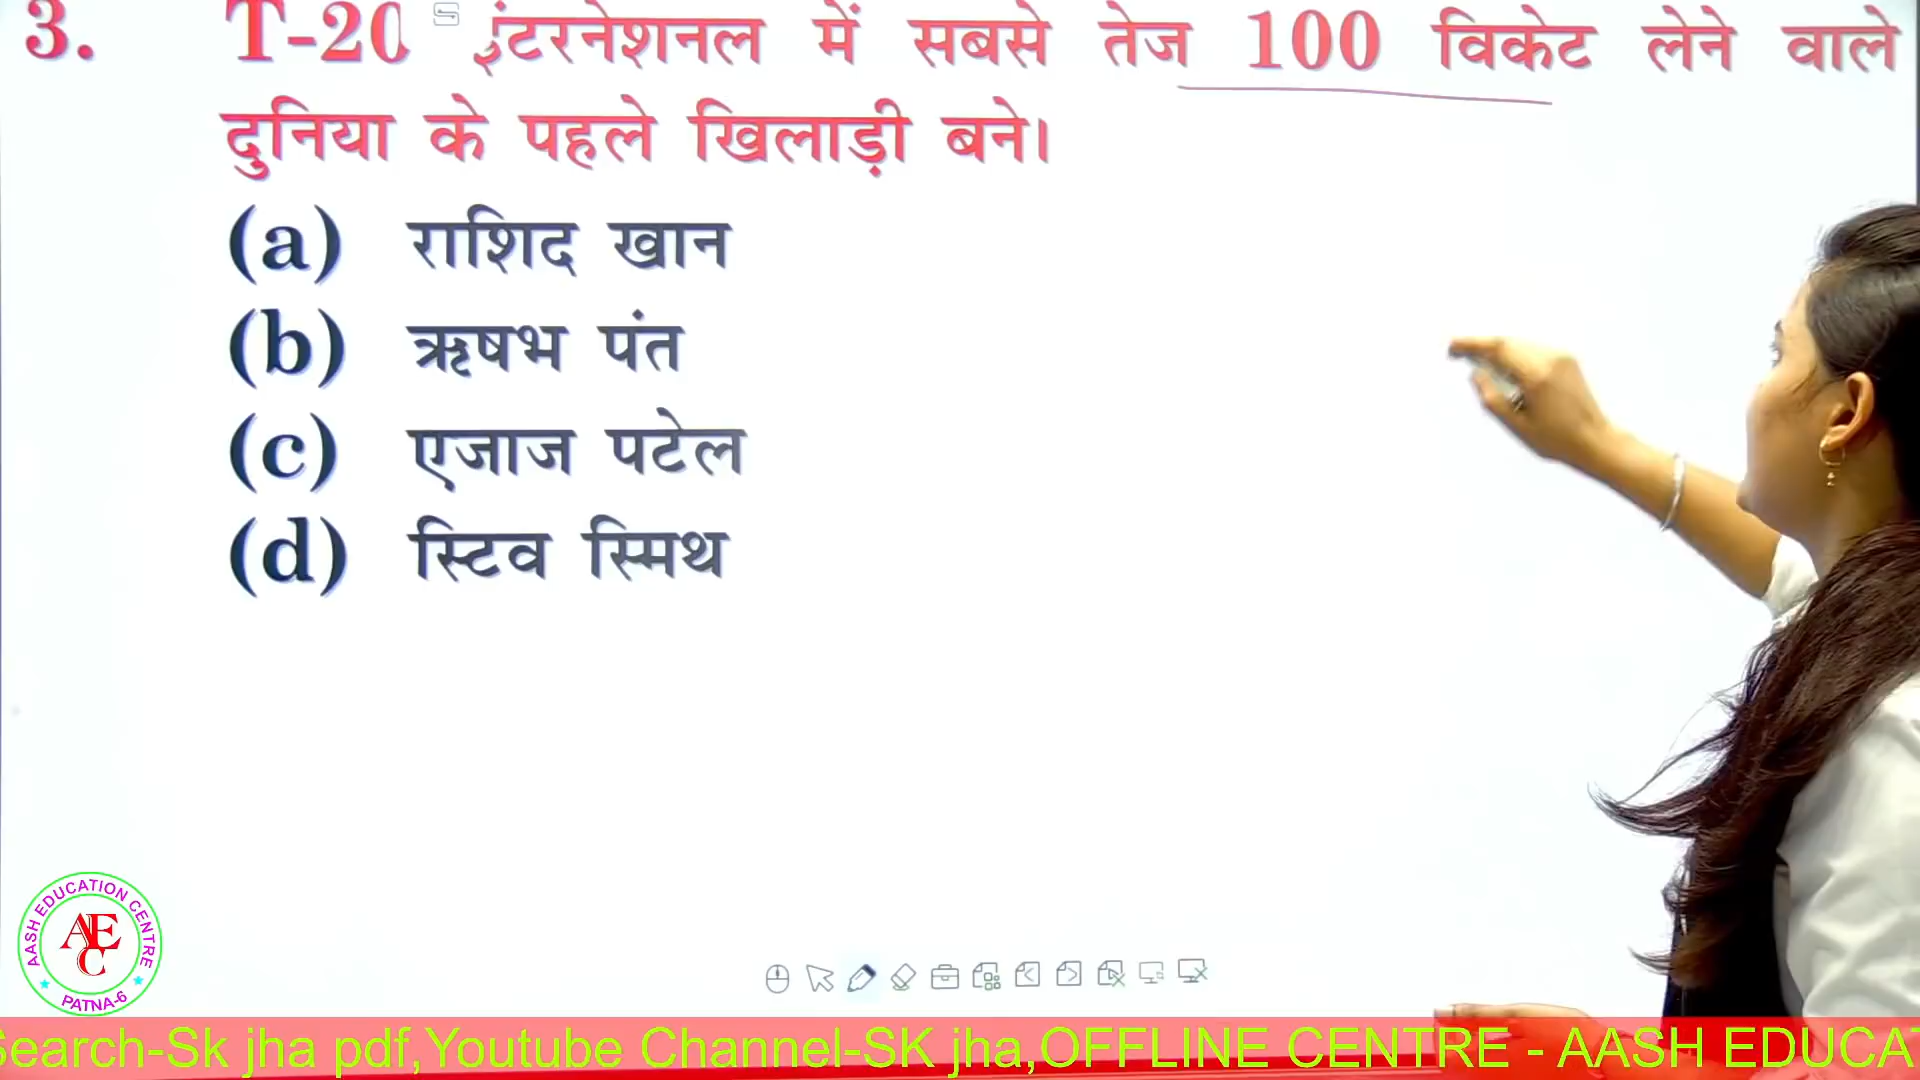 3. T-20 इंटरनेशनल में सबसे तेज 100 विकेट लेने वाले
दुनिया के पहले खिलाड़ी बने।
(a) राशिद खान
(b) ऋषभ पंत
(c) एजाज पटेल
(d) स्टिव स्मिथ
AASH EDUCATION CENTRE
AEC
PATNA-6
Search-Sk jha pdf,Youtube Channel-SK jha,OFFLINE CENTRE - AASH EDUCA